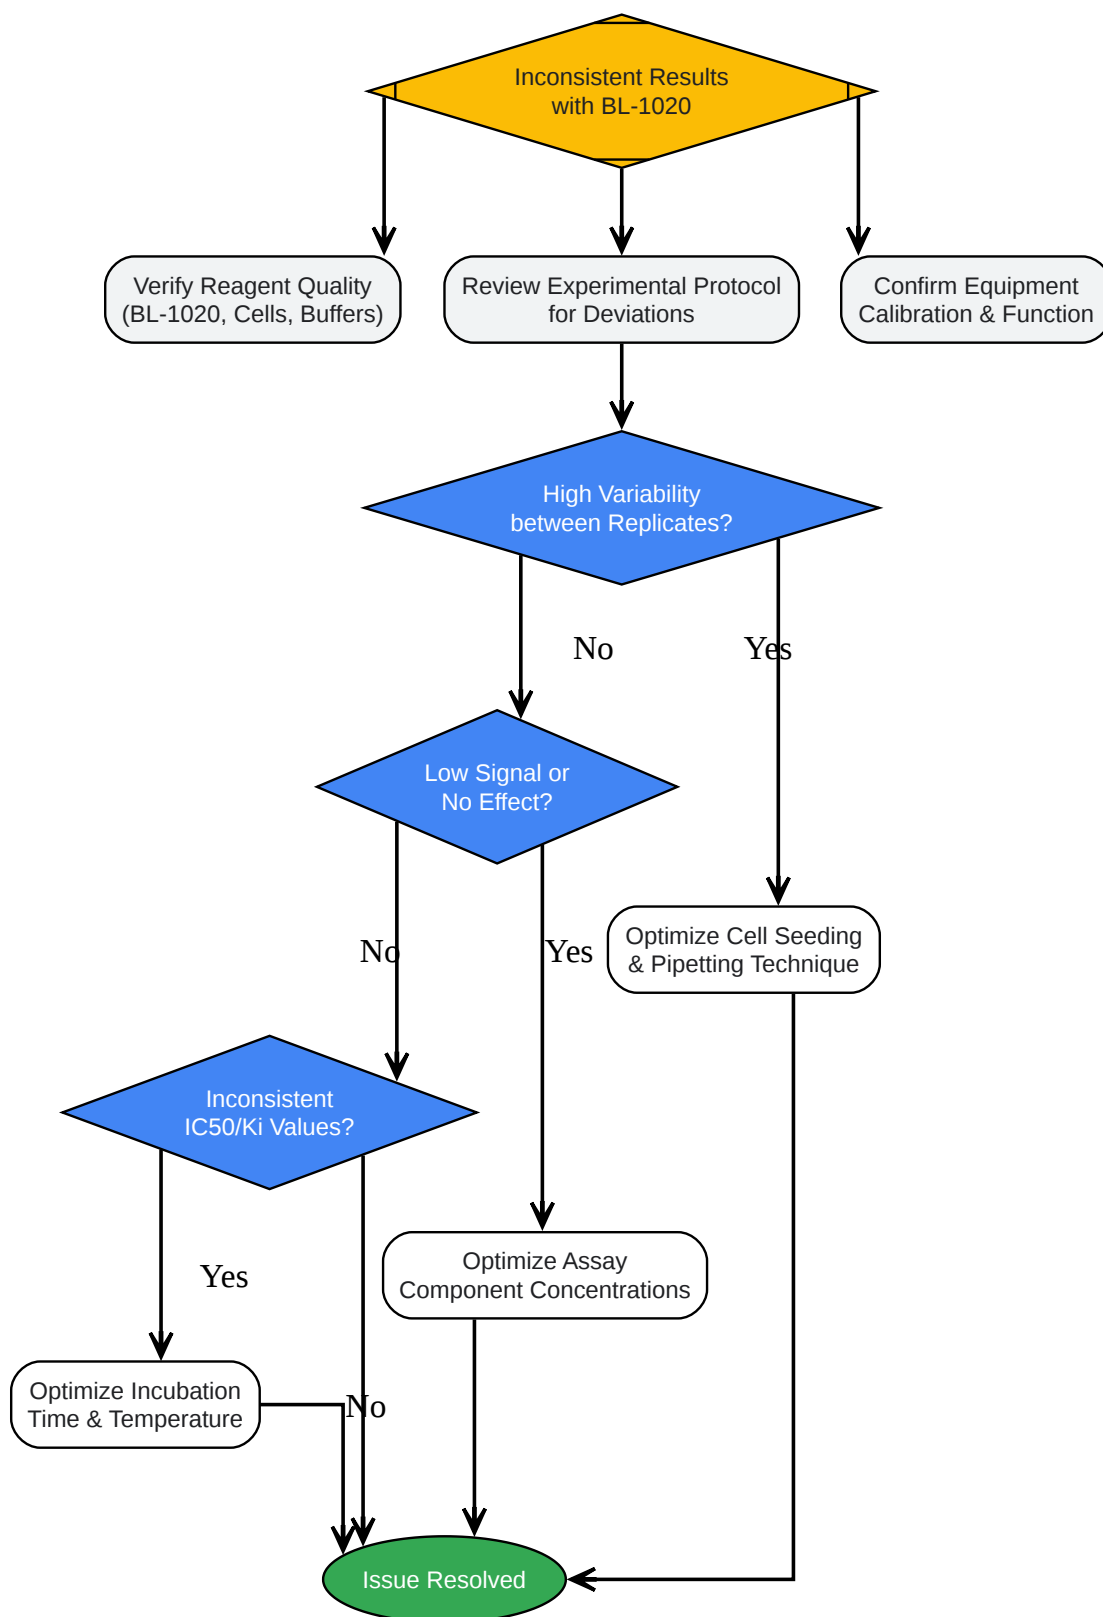 Inconsistent Results
with BL-1020
Verify Reagent Quality
(BL-1020, Cells, Buffers)
Review Experimental Protocol
for Deviations
Confirm Equipment
Calibration & Function
High Variability
between Replicates?
No
Yes
Low Signal or
No Effect?
No
Yes
Optimize Cell Seeding
& Pipetting Technique
Inconsistent
IC50/Ki Values?
Yes
Optimize Assay
Component Concentrations
Optimize Incubation
Time & Temperature
No
Issue Resolved